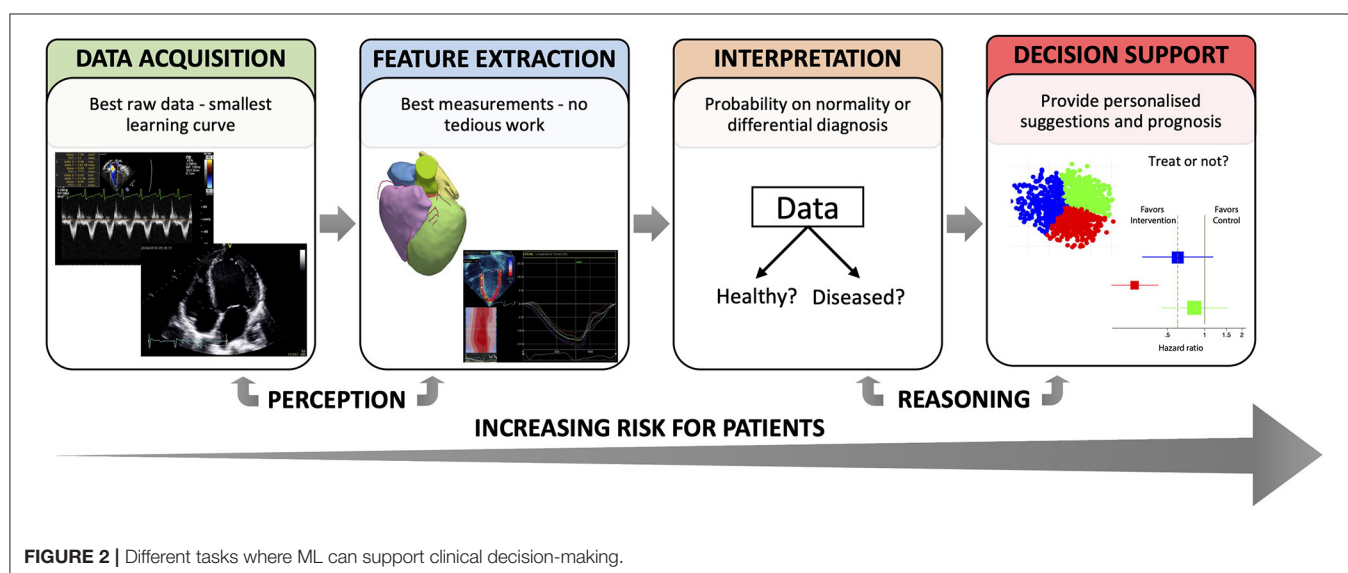 DATA ACQUISITION
Best raw data - smallest
learning curve
FEATURE EXTRACTION
Best measurements - no
tedious work
INTERPRETATION
Probability on normality or
differential diagnosis
Data
Healthy?
Diseased?
DECISION SUPPORT
Provide personalised
suggestions and prognosis
Treat or not?
Favors
Intervention
Favors
Control
.5
1
1.5
2
Hazard ratio
PERCEPTION
REASONING
INCREASING RISK FOR PATIENTS
FIGURE 2 | Different tasks where ML can support clinical decision-making.